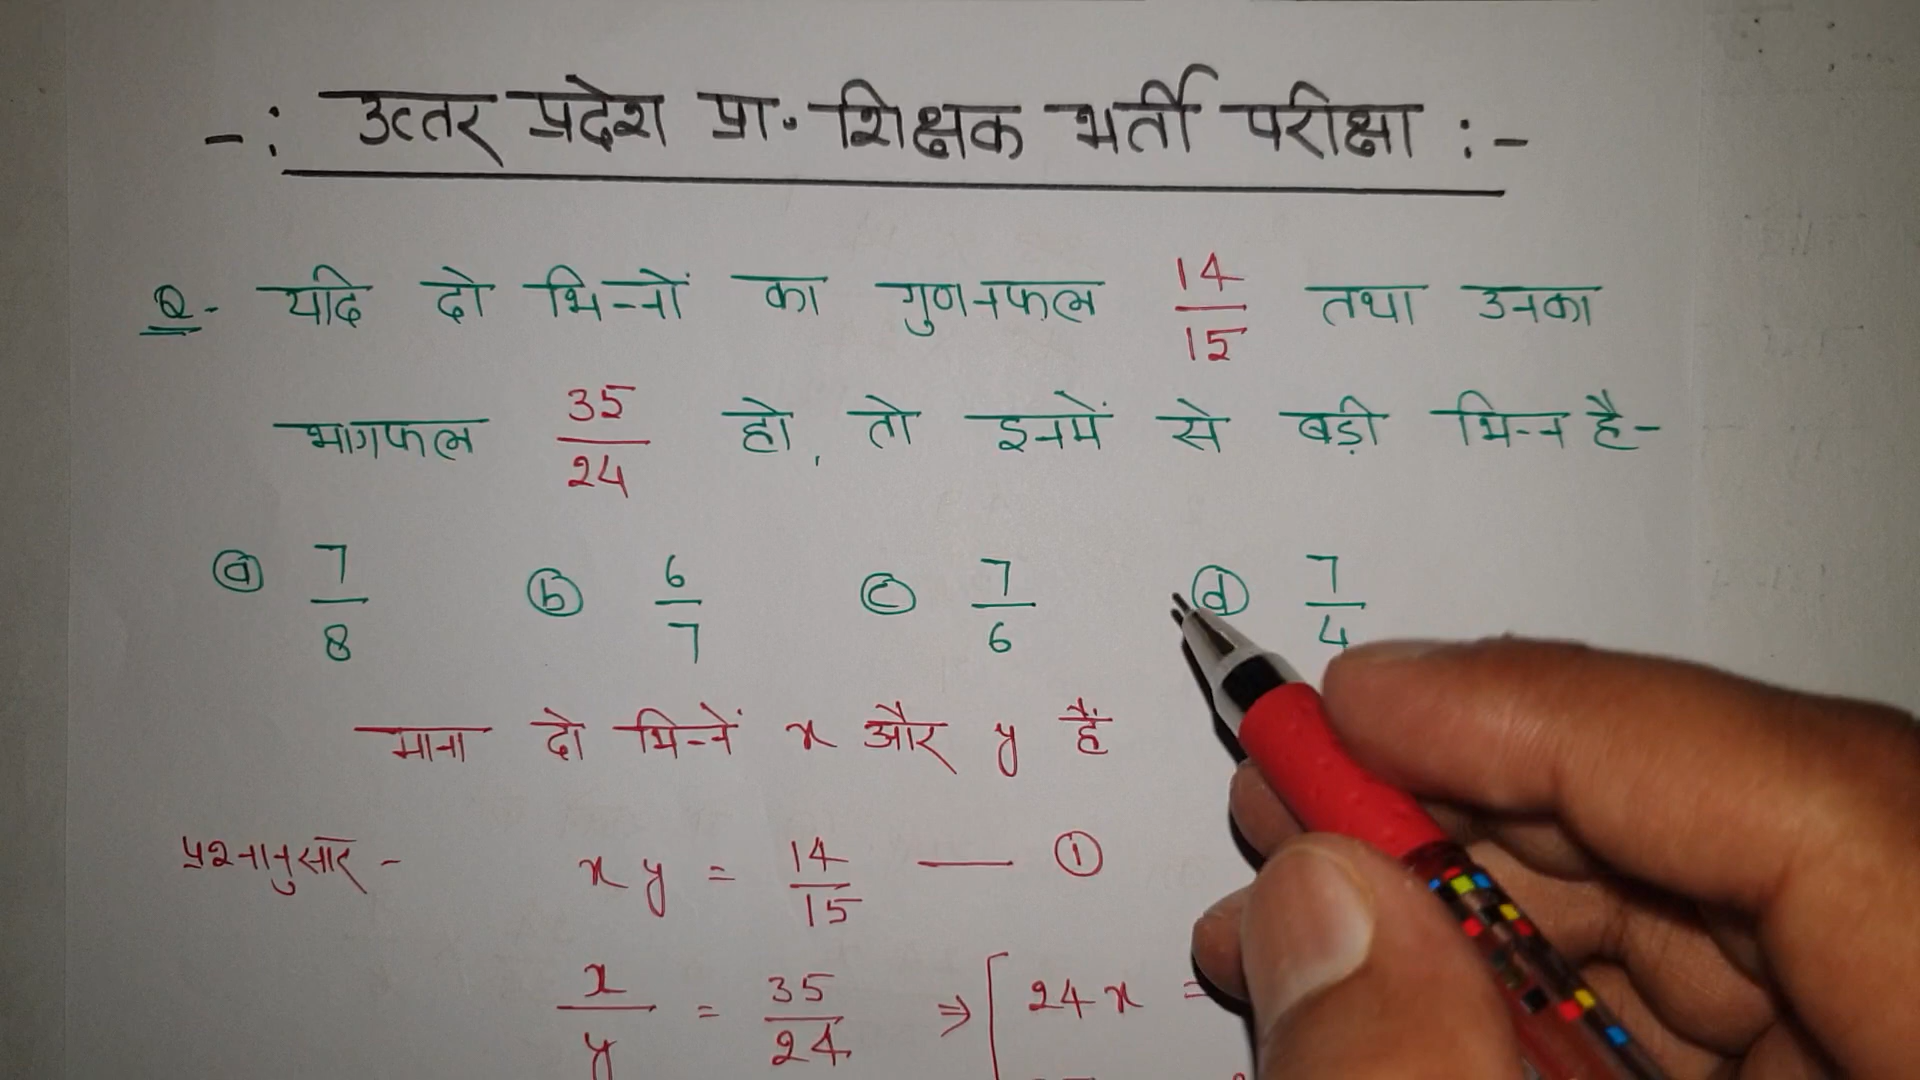 -: उत्तर प्रदेश प्रा. शिक्षक भर्ती परीक्षा :-
Q- यदि दो भिन्नों का गुणनफल 14/15 तथा उनका
भागफल 35/24 हो, तो इनमें से बड़ी भिन्न है-
ⓐ 7/8 ⓑ 6/7 ⓒ 7/6 ⓓ 7/4
माना दो भिन्नें x और y हैं
प्रश्नानुसार - xy = 14/15 — ①
x/y = 35/24 ⇒ [ 24x =